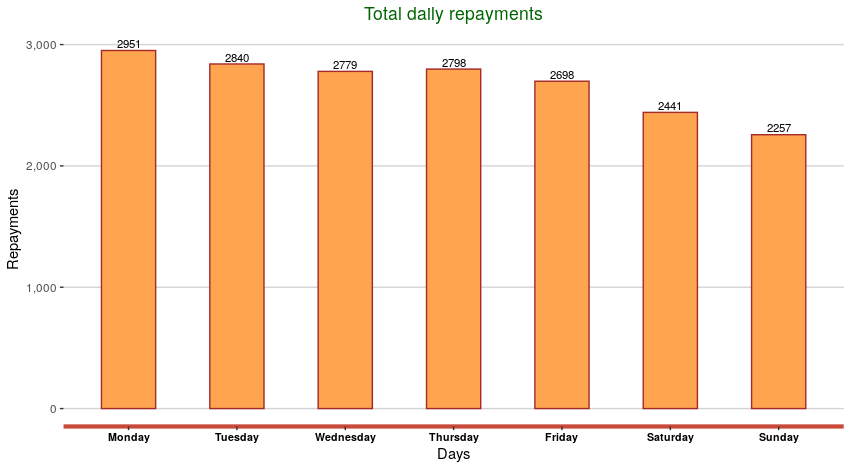 Total daily repayments
3,000
2,000
1,000
0
Repayments
2951
2840
2779
2798
2698
2441
2257
Monday Tuesday Wednesday Thursday Friday Saturday Sunday
Days